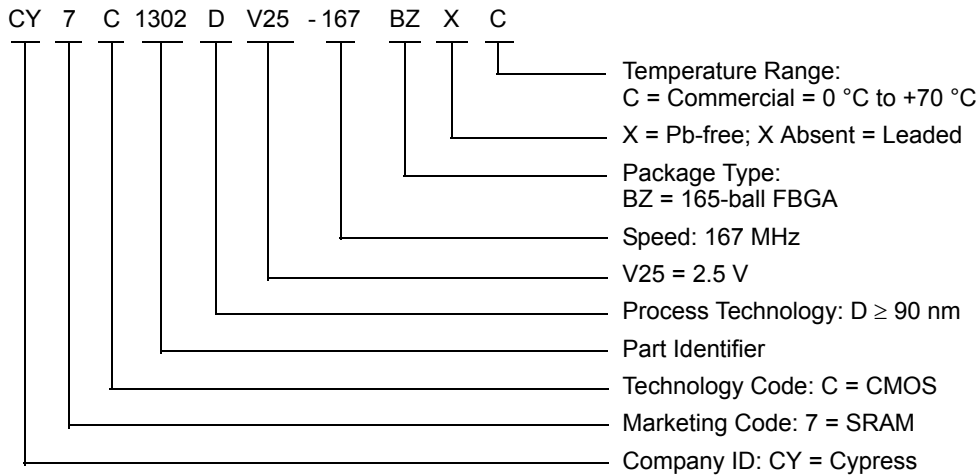 CY 7 C 1302 D V25 - 167 BZ X C
Temperature Range:
C = Commercial = 0 °C to +70 °C
X = Pb-free; X Absent = Leaded
Package Type:
BZ = 165-ball FBGA
Speed: 167 MHz
V25 = 2.5 V
Process Technology: D ≥ 90 nm
Part Identifier
Technology Code: C = CMOS
Marketing Code: 7 = SRAM
Company ID: CY = Cypress